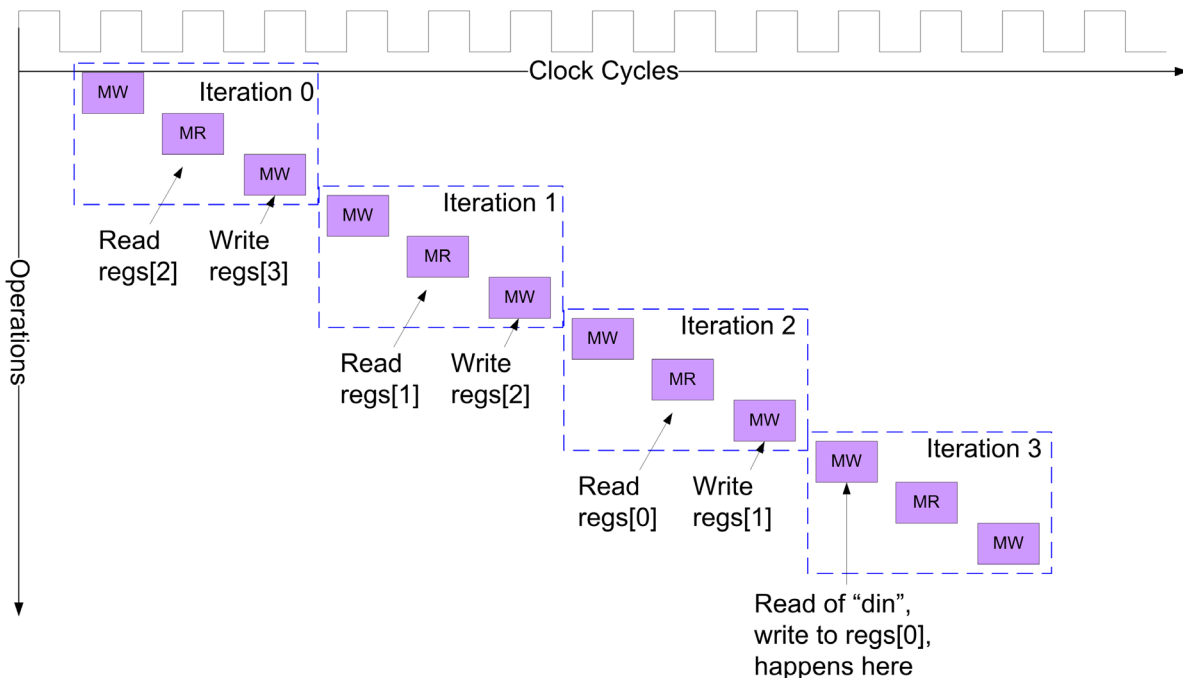 Clock Cycles
Operations
MW
Iteration 0
MR
MW
Read
regs[2]
Write
regs[3]
MW
Iteration 1
MR
MW
Read
regs[1]
Write
regs[2]
MW
Iteration 2
MR
MW
Read
regs[0]
Write
regs[1]
MW
Iteration 3
MR
MW
Read of “din”,
write to regs[0],
happens here